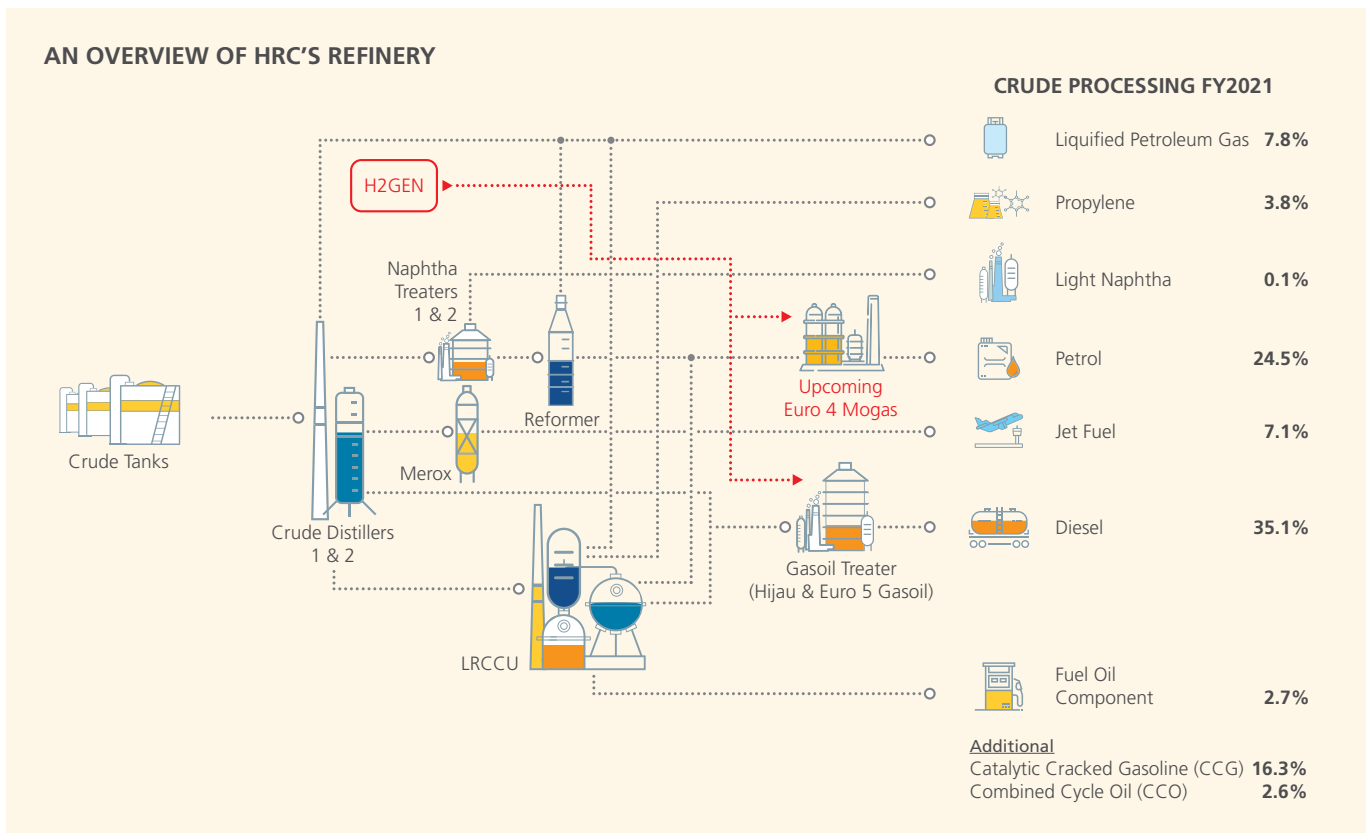 AN OVERVIEW OF HRC'S REFINERY
CRUDE PROCESSING FY2021
Liquified Petroleum Gas 7.8%
H2GEN
Propylene 3.8%
Naphtha
Treaters
1 & 2
Light Naphtha 0.1%
Petrol 24.5%
Upcoming
Euro 4 Mogas
Reformer
Jet Fuel 7.1%
Crude Tanks
Merox
Crude Distillers
1 & 2
Diesel 35.1%
Gasoil Treater
(Hijau & Euro 5 Gasoil)
LRCCU
Fuel Oil
Component 2.7%
Additional
Catalytic Cracked Gasoline (CCG) 16.3%
Combined Cycle Oil (CCO) 2.6%